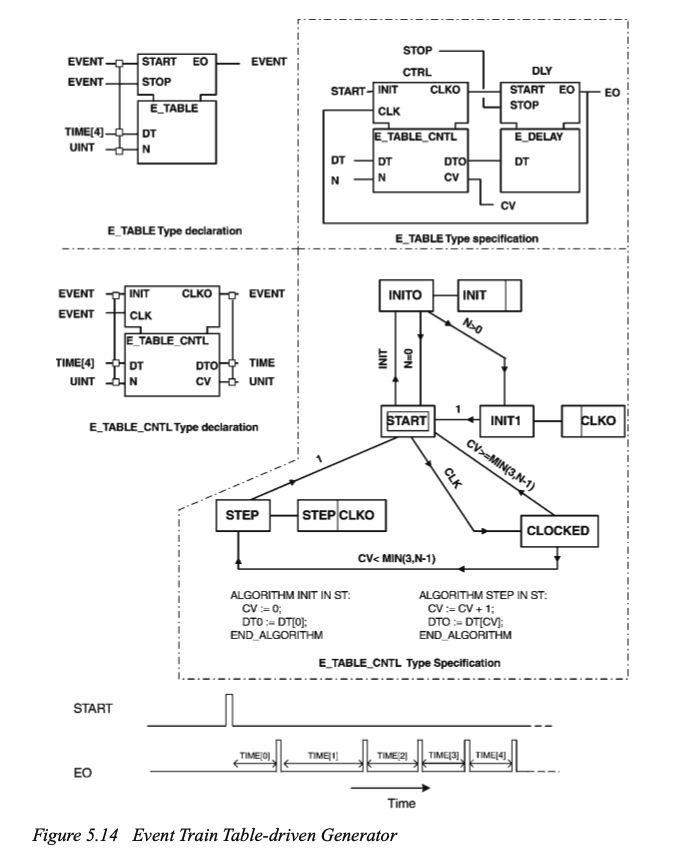 EVENT START EO EVENT
EVENT STOP
E_TABLE
TIME[4] DT
UINT N
E_TABLE Type declaration
STOP
CTRL DLY
START INIT CLKO START EO EO
CLK STOP
E_TABLE_CNTL E_DELAY
DT DT DTO DT
N N CV
CV
E_TABLE Type specification
EVENT INIT CLKO EVENT
EVENT CLK
E_TABLE_CNTL
TIME[4] DT DTO TIME
UINT N CV UNIT
E_TABLE_CNTL Type declaration
INITO INIT
N>0
INIT
N=0
START 1 INIT1 CLKO
CV>=MIN(3,N-1)
CLK
1
STEP STEP CLKO
CLOCKED
CV< MIN(3,N-1)
ALGORITHM INIT IN ST:
CV := 0;
DT0 := DT[0];
END_ALGORITHM
ALGORITHM STEP IN ST:
CV := CV + 1;
DTO := DT[CV];
END_ALGORITHM
E_TABLE_CNTL Type Specification
START
TIME[0] TIME[1] TIME[2] TIME[3] TIME[4]
EO
Time
Figure 5.14 Event Train Table-driven Generator